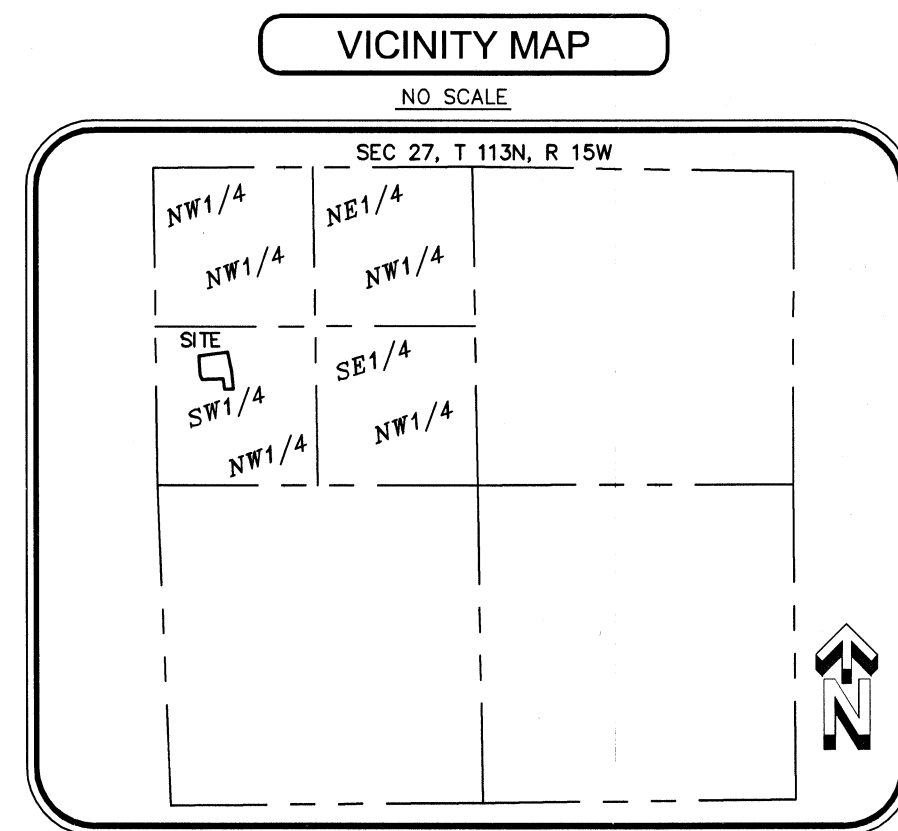 VICINITY MAP
NO SCALE
SEC 27, T 113N, R 15W
NW1/4
NW1/4
NE1/4
NW1/4
SITE
SW1/4
NW1/4
SE1/4
NW1/4
N